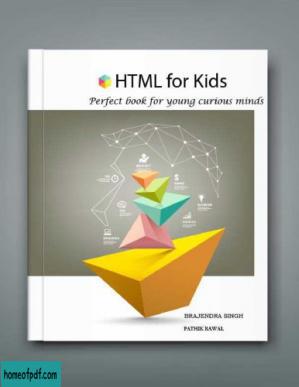 HTML for Kids
Perfect book for young curious minds
BRAJENDRA SINGH
PATHIK RAWAL
homeofpdf.com